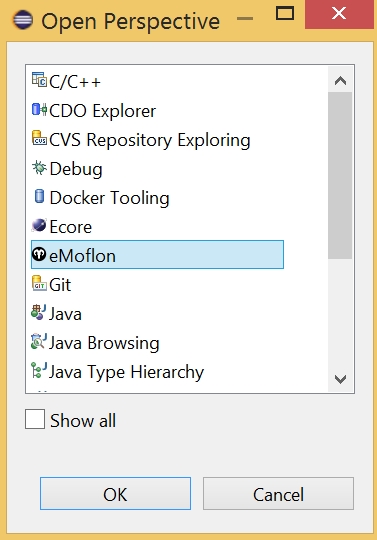 Open Perspective
C/C++
CDO Explorer
CVS Repository Exploring
Debug
Docker Tooling
Ecore
eMoflon
Git
Java
Java Browsing
Java Type Hierarchy
Show all
OK
Cancel